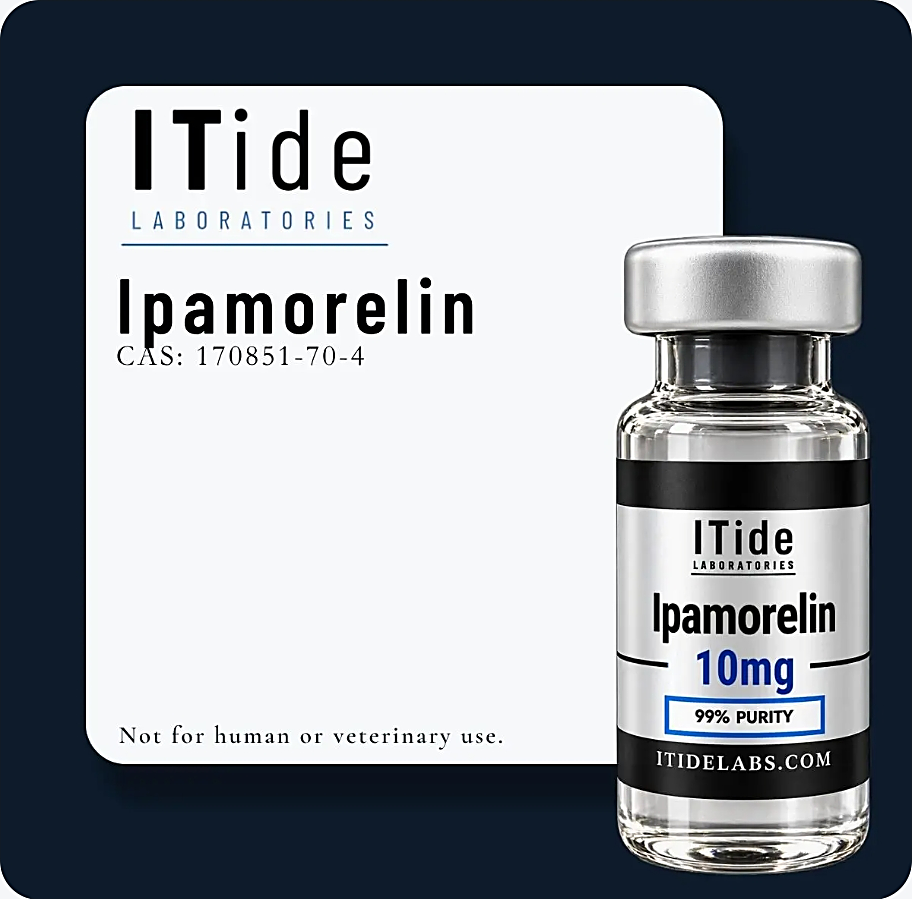 ITide
LABORATORIES
Ipamorelin
CAS: 170851-70-4
Not for human or veterinary use.
ITide
LABORATORIES
Ipamorelin
10mg
99% PURITY
ITIDELABS.COM